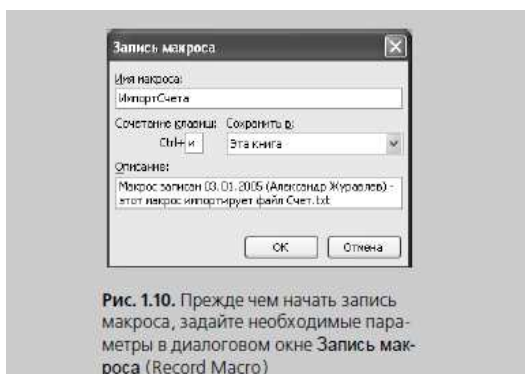 Запись макроса
Имя макроса:
ИмпортСчета
Сочетание клавиш: Сохранить в:
Ctrl+ и Эта книга
Описание:
Макрос записан 03.01.2005 (Александр Журавлев) -
этот макрос импортирует файл Счет.txt
ОК Отмена
Рис. 1.10. Прежде чем начать запись
макроса, задайте необходимые пара-
метры в диалоговом окне Запись мак-
роса (Record Macro)